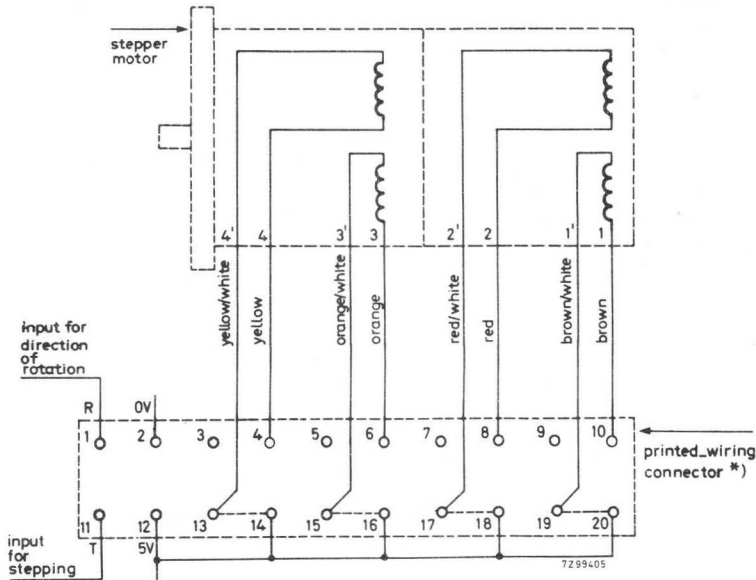 stepper
motor
4' 4 3' 3 2' 2 1' 1
yellow/white
yellow
orange/white
orange
red/white
red
brown/white
brown
input for
direction
of
rotation
R 0V
1 2 3 4 5 6 7 8 9 10
printed_wiring
connector *)
11 12 13 14 15 16 17 18 19 20
T 5V
input
for
stepping
7299405